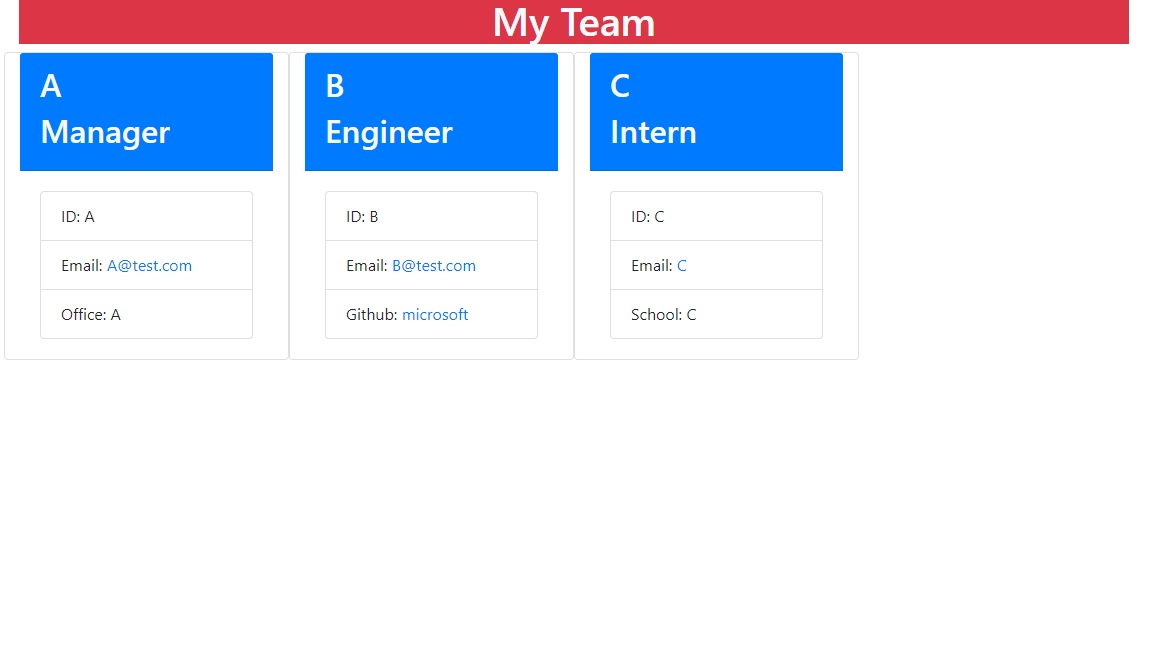 My Team
A
Manager
ID: A
Email: A@test.com
Office: A
B
Engineer
ID: B
Email: B@test.com
Github: microsoft
C
Intern
ID: C
Email: C
School: C